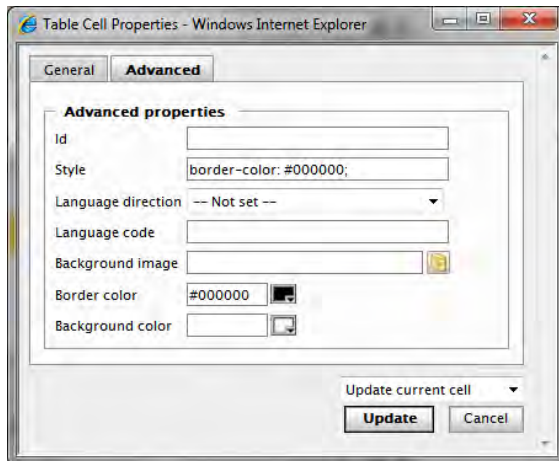 Table Cell Properties - Windows Internet Explorer
General Advanced
Advanced properties
Id
Style border-color: #000000;
Language direction -- Not set --
Language code
Background image
Border color #000000
Background color
Update current cell
Update Cancel